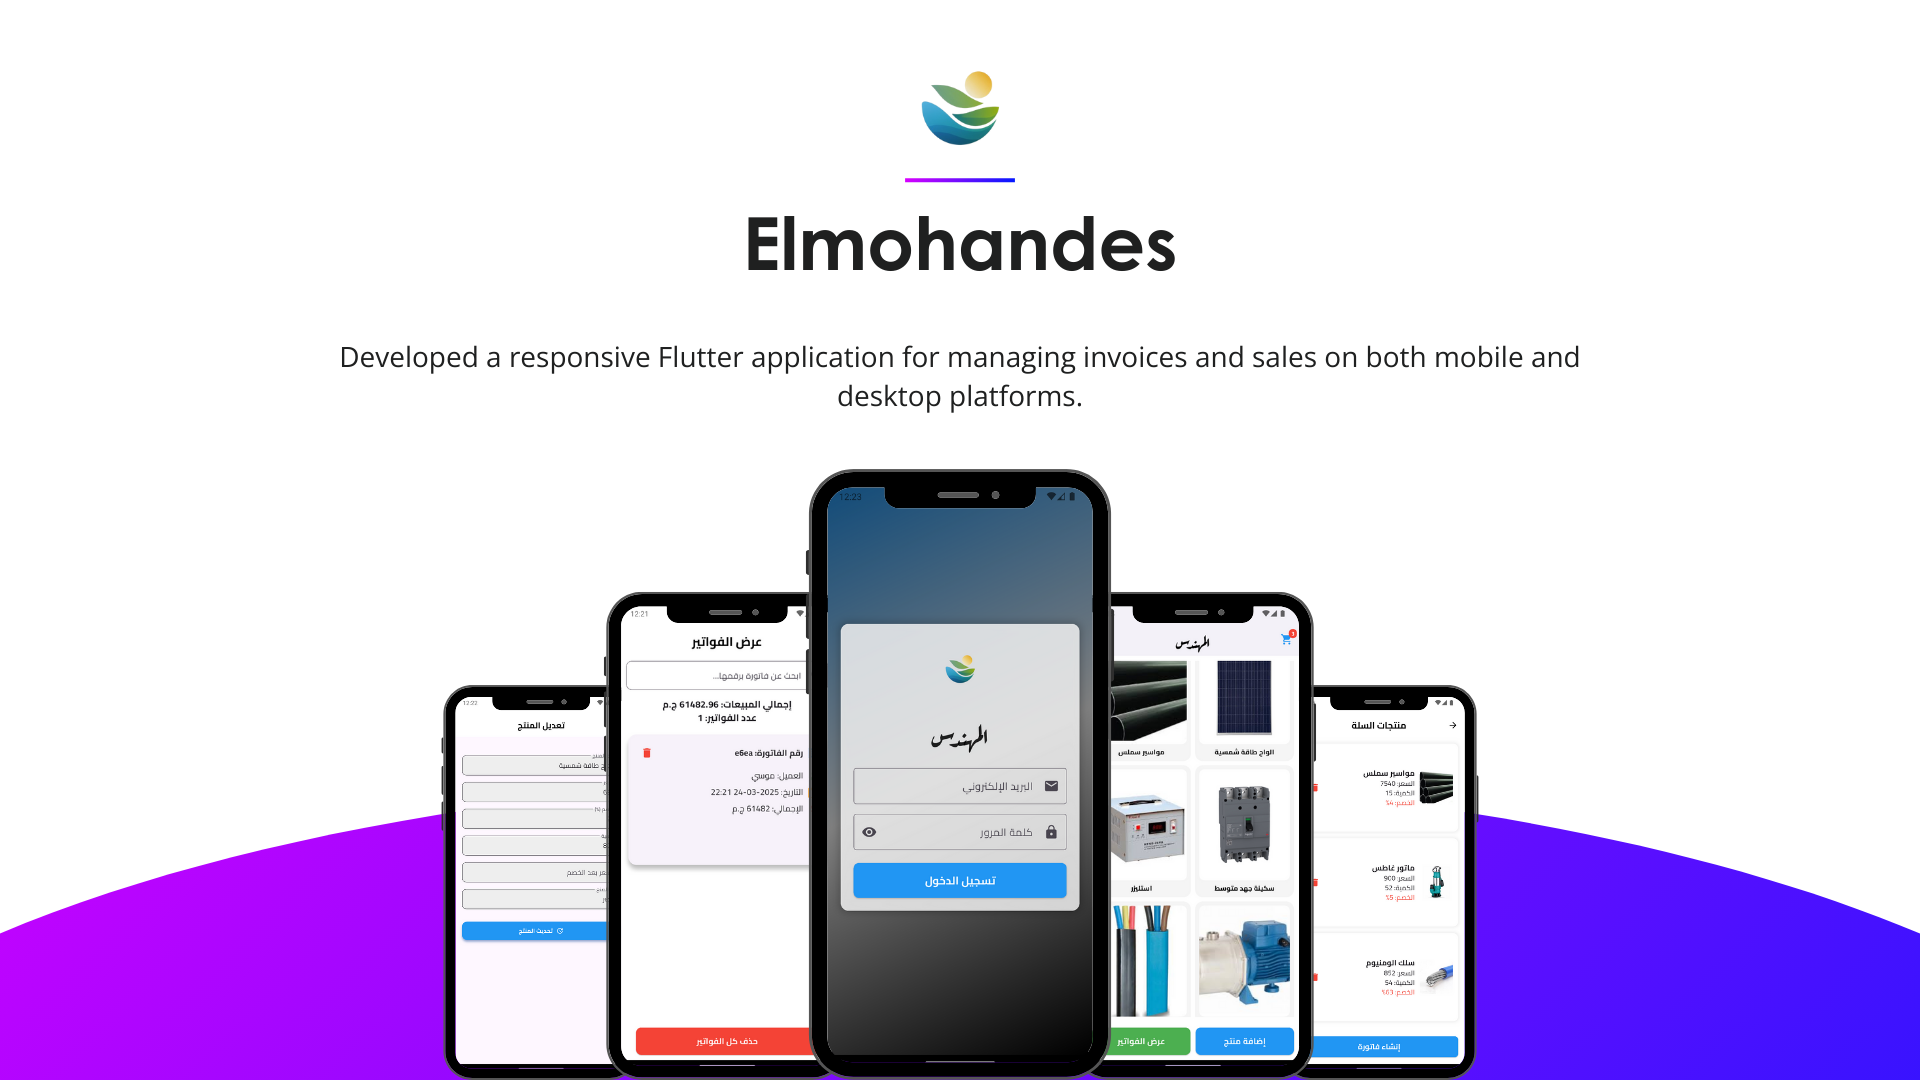 Elmohandes
Developed a responsive Flutter application for managing invoices and sales on both mobile and
desktop platforms.
12:22
تعديل المنتج
طاقة شمسية
بعد الخصم
تحديث المنتج
12:21
عرض الفواتير
ابحث عن فاتورة برقمها...
إجمالي المبيعات: 61482.96 ج.م
عدد الفواتير: 1
رقم الفاتورة: e6ea
العميل: موسي
التاريخ: 2025-03-24 22:21
الإجمالي: 61482 ج.م
حذف كل الفواتير
12:23
المهندس
البريد الإلكتروني
كلمة المرور
تسجيل الدخول
المهندس
3
الواح طاقة شمسية
مواسير سملس
سكينة جهد متوسط
استليزر
إضافة منتج
عرض الفواتير
منتجات السلة
مواسير سملس
السعر: 7540
الكمية: 15
الخصم: 4%
ماتور غاطس
السعر: 900
الكمية: 52
الخصم: 5%
سلك الومنيوم
السعر: 852
الكمية: 54
الخصم: 63%
إنشاء فاتورة